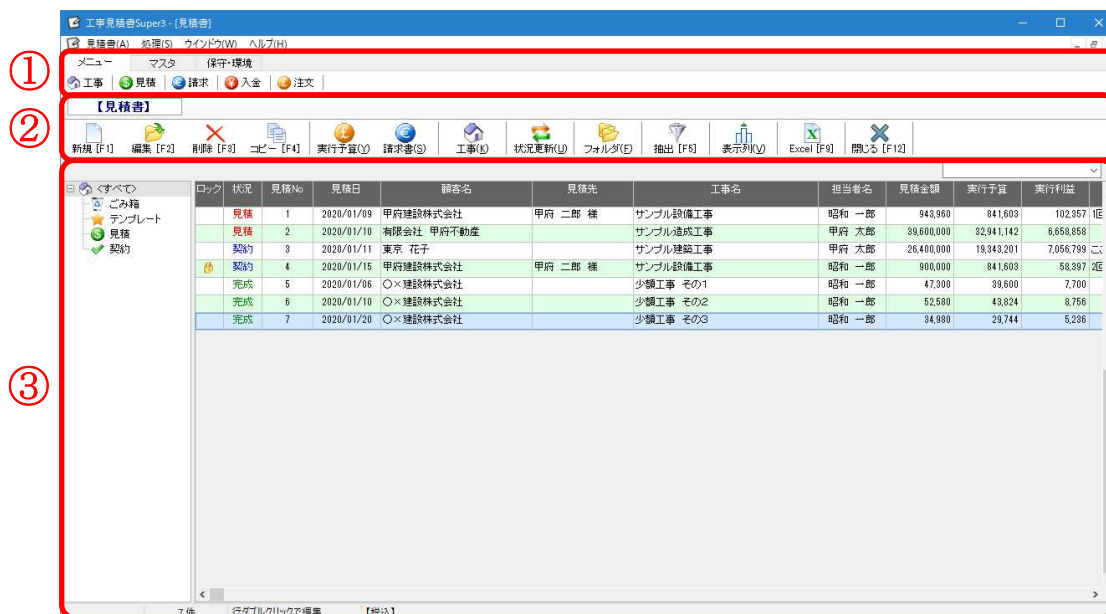 工事見積書Super3 - [見積書]
見積書(A) 処理(S) ウインドウ(W) ヘルプ(H)
①
メニュー マスタ 保守・環境
工事 見積 請求 入金 注文
②
【見積書】
新規 [F1] 編集 [F2] 削除 [F3] コピー [F4] 実行予算(Y) 請求書(S) 工事(K) 状況更新(U) フォルダ(F) 抽出 [F5] 表示列(V) Excel [F9] 閉じる [F12]
③
<すべて>
ごみ箱
テンプレート
見積
契約
ロック 状況 見積No 見積日 顧客名 見積先 工事名 担当者名 見積金額 実行予算 実行利益
見積 1 2020/01/09 甲府建設株式会社 甲府 二郎 様 サンプル設備工事 昭和 一郎 943,960 841,603 102,357 1回
見積 2 2020/01/10 有限会社 甲府不動産 サンプル造成工事 甲府 太郎 39,600,000 32,941,142 6,658,858
契約 3 2020/01/11 東京 花子 サンプル建築工事 甲府 太郎 26,400,000 19,343,201 7,056,799 ここ
契約 4 2020/01/15 甲府建設株式会社 甲府 二郎 様 サンプル設備工事 昭和 一郎 900,000 841,603 58,397 2回
完成 5 2020/01/06 〇×建設株式会社 少額工事 その1 昭和 一郎 47,300 39,600 7,700
完成 6 2020/01/10 〇×建設株式会社 少額工事 その2 昭和 一郎 52,580 43,824 8,756
完成 7 2020/01/20 〇×建設株式会社 少額工事 その3 昭和 一郎 34,980 29,744 5,236
7件 行ダブルクリックで編集 【税込】